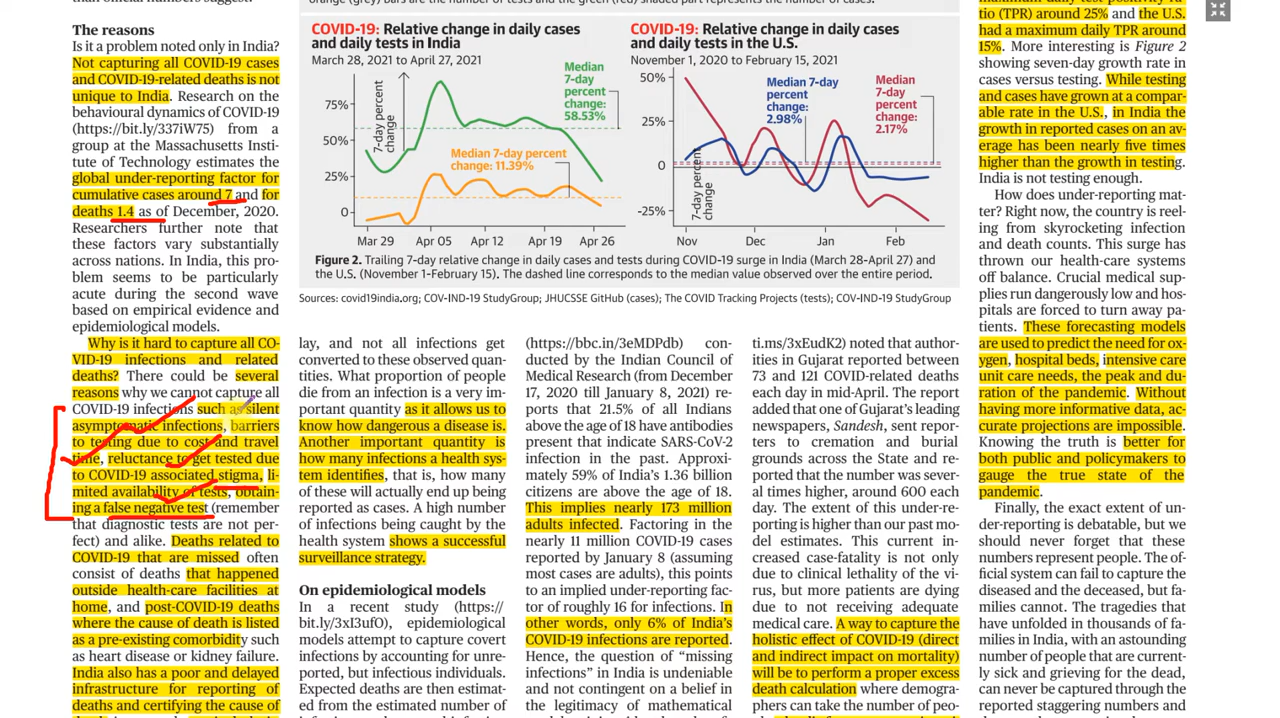 than official numbers suggest.
The reasons
Is it a problem noted only in India?
Not capturing all COVID-19 cases
and COVID-19-related deaths is not
unique to India. Research on the
behavioural dynamics of COVID-19
(https://bit.ly/337iW75) from a
group at the Massachusetts Insti-
tute of Technology estimates the
global under-reporting factor for
cumulative cases around 7 and for
deaths 1.4 as of December, 2020.
Researchers further note that
these factors vary substantially
across nations. In India, this pro-
blem seems to be particularly
acute during the second wave
based on empirical evidence and
epidemiological models.
Why is it hard to capture all CO-
VID-19 infections and related
deaths? There could be several
reasons why we cannot capture all
COVID-19 infections such as silent
asymptomatic infections, barriers
to testing due to cost and travel
time, reluctance to get tested due
to COVID-19 associated stigma, li-
mited availability of tests, obtain-
ing a false negative test (remember
that diagnostic tests are not per-
fect) and alike. Deaths related to
COVID-19 that are missed often
consist of deaths that happened
outside health-care facilities at
home, and post-COVID-19 deaths
where the cause of death is listed
as a pre-existing comorbidity such
as heart disease or kidney failure.
India also has a poor and delayed
infrastructure for reporting of
deaths and certifying the cause of
orange (grey) bars are the number of tests and the green (red) shaded part represents the number of cases.
COVID-19: Relative change in daily cases
and daily tests in India
March 28, 2021 to April 27, 2021
7-day percent
change
75%
50%
25%
0
Median
7-day
percent
change:
58.53%
Median 7-day percent
change: 11.39%
Mar 29 Apr 05 Apr 12 Apr 19 Apr 26
COVID-19: Relative change in daily cases
and daily tests in the U.S.
November 1, 2020 to February 15, 2021
50%
25%
0
-25%
7-day percent
change
Median 7-day
percent
change:
2.98%
Median
7-day
percent
change:
2.17%
Nov Dec Jan Feb
Figure 2. Trailing 7-day relative change in daily cases and tests during COVID-19 surge in India (March 28-April 27) and
the U.S. (November 1-February 15). The dashed line corresponds to the median value observed over the entire period.
Sources: covid19india.org; COV-IND-19 StudyGroup; JHUCSSE GitHub (cases); The COVID Tracking Projects (tests); COV-IND-19 StudyGroup
lay, and not all infections get
converted to these observed quan-
tities. What proportion of people
die from an infection is a very im-
portant quantity as it allows us to
know how dangerous a disease is.
Another important quantity is
how many infections a health sys-
tem identifies, that is, how many
of these will actually end up being
reported as cases. A high number
of infections being caught by the
health system shows a successful
surveillance strategy.
On epidemiological models
In a recent study (https://
bit.ly/3xI3ufO), epidemiological
models attempt to capture covert
infections by accounting for unre-
ported, but infectious individuals.
Expected deaths are then estimat-
ed from the estimated number of
(https://bbc.in/3eMDPdb) con-
ducted by the Indian Council of
Medical Research (from December
17, 2020 till January 8, 2021) re-
ports that 21.5% of all Indians
above the age of 18 have antibodies
present that indicate SARS-CoV-2
infection in the past. Approxi-
mately 59% of India's 1.36 billion
citizens are above the age of 18.
This implies nearly 173 million
adults infected. Factoring in the
nearly 11 million COVID-19 cases
reported by January 8 (assuming
most cases are adults), this points
to an implied under-reporting fac-
tor of roughly 16 for infections. In
other words, only 6% of India's
COVID-19 infections are reported.
Hence, the question of “missing
infections” in India is undeniable
and not contingent on a belief in
the legitimacy of mathematical
ti.ms/3xEudK2) noted that author-
ities in Gujarat reported between
73 and 121 COVID-related deaths
each day in mid-April. The report
added that one of Gujarat's leading
newspapers, Sandesh, sent repor-
ters to cremation and burial
grounds across the State and re-
ported that the number was sever-
al times higher, around 600 each
day. The extent of this under-re-
porting is higher than our past mo-
del estimates. This current in-
creased case-fatality is not only
due to clinical lethality of the vi-
rus, but more patients are dying
due to not receiving adequate
medical care. A way to capture the
holistic effect of COVID-19 (direct
and indirect impact on mortality)
will be to perform a proper excess
death calculation where demogra-
phers can take the number of peo-
maximum daily test positivity ra-
tio (TPR) around 25% and the U.S.
had a maximum daily TPR around
15%. More interesting is Figure 2
showing seven-day growth rate in
cases versus testing. While testing
and cases have grown at a compar-
able rate in the U.S., in India the
growth in reported cases on an av-
erage has been nearly five times
higher than the growth in testing.
India is not testing enough.
How does under-reporting mat-
ter? Right now, the country is reel-
ing from skyrocketing infection
and death counts. This surge has
thrown our health-care systems
off balance. Crucial medical sup-
plies run dangerously low and hos-
pitals are forced to turn away pa-
tients. These forecasting models
are used to predict the need for ox-
ygen, hospital beds, intensive care
unit care needs, the peak and du-
ration of the pandemic. Without
having more informative data, ac-
curate projections are impossible.
Knowing the truth is better for
both public and policymakers to
gauge the true state of the
pandemic.
Finally, the exact extent of un-
der-reporting is debatable, but we
should never forget that these
numbers represent people. The of-
ficial system can fail to capture the
diseased and the deceased, but fa-
milies cannot. The tragedies that
have unfolded in thousands of fa-
milies in India, with an astounding
number of people that are current-
ly sick and grieving for the dead,
can never be captured through the
reported staggering numbers and